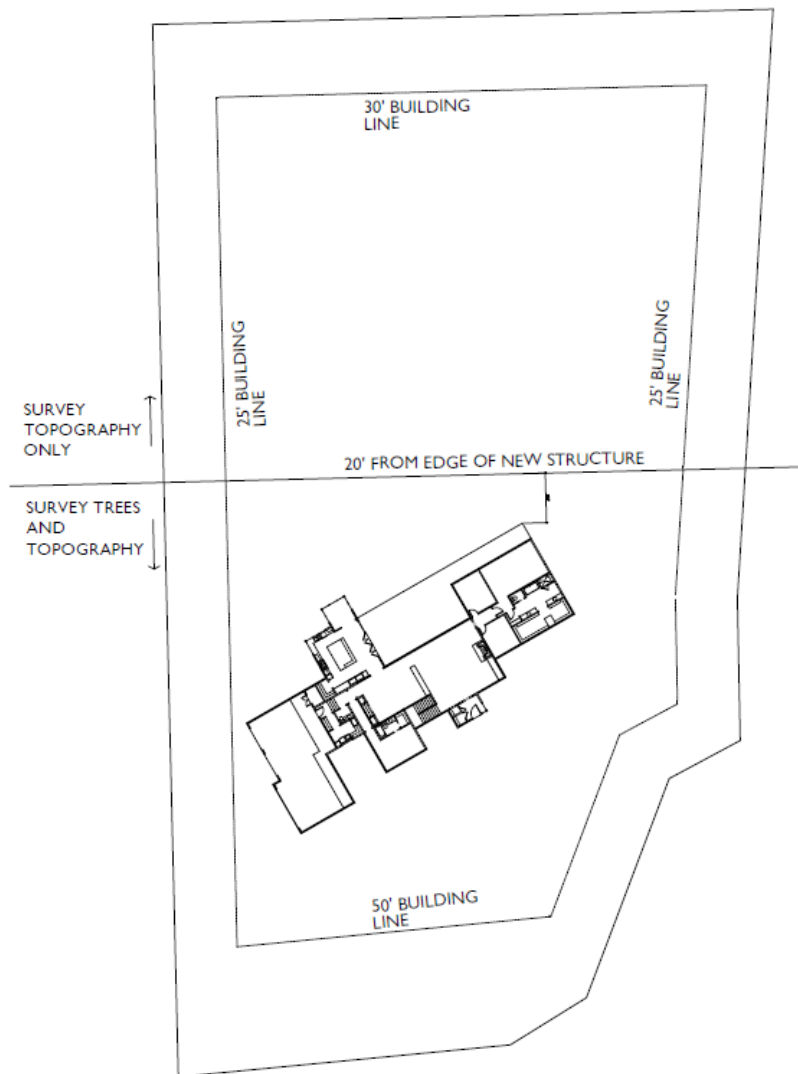 30' BUILDING
LINE
25' BUILDING
LINE
25' BUILDING
LINE
SURVEY
TOPOGRAPHY
ONLY
20' FROM EDGE OF NEW STRUCTURE
SURVEY TREES
AND
TOPOGRAPHY
50' BUILDING
LINE